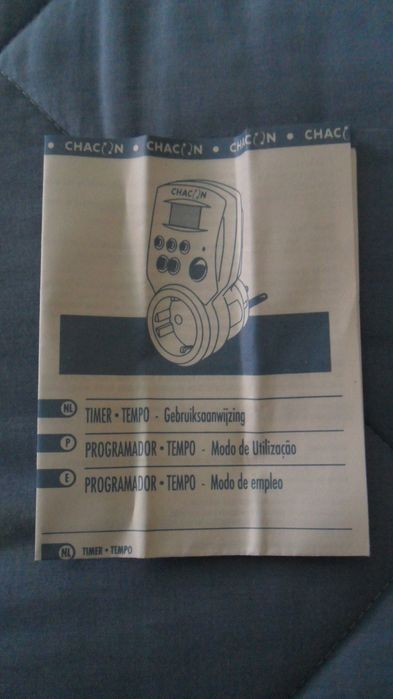 • CHACON • CHACON • CHACON • CHACON
CHACON
NL TIMER • TEMPO - Gebruiksaanwijzing
P PROGRAMADOR • TEMPO - Modo de Utilização
E PROGRAMADOR • TEMPO - Modo de empleo
NL TIMER • TEMPO